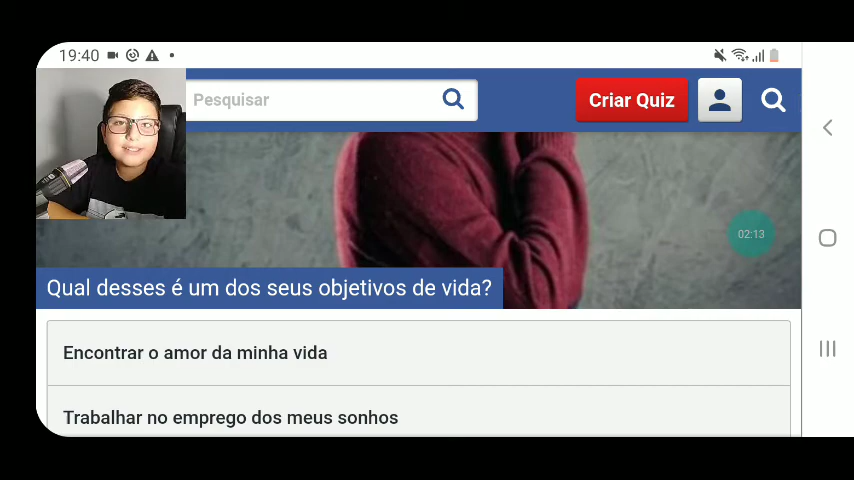 19:40
Pesquisar
Criar Quiz
02:13
Qual desses é um dos seus objetivos de vida?
Encontrar o amor da minha vida
Trabalhar no emprego dos meus sonhos